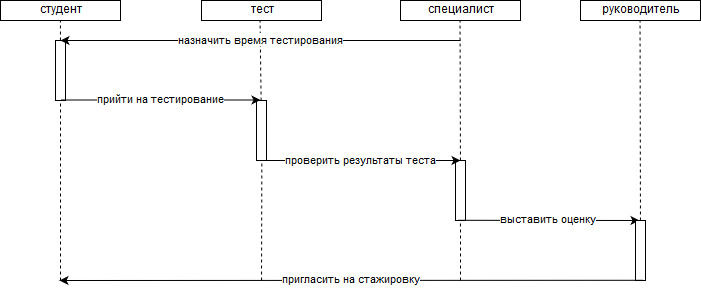 студент
тест
специалист
руководитель
назначить время тестирования
прийти на тестирование
проверить результаты теста
выставить оценку
пригласить на стажировку